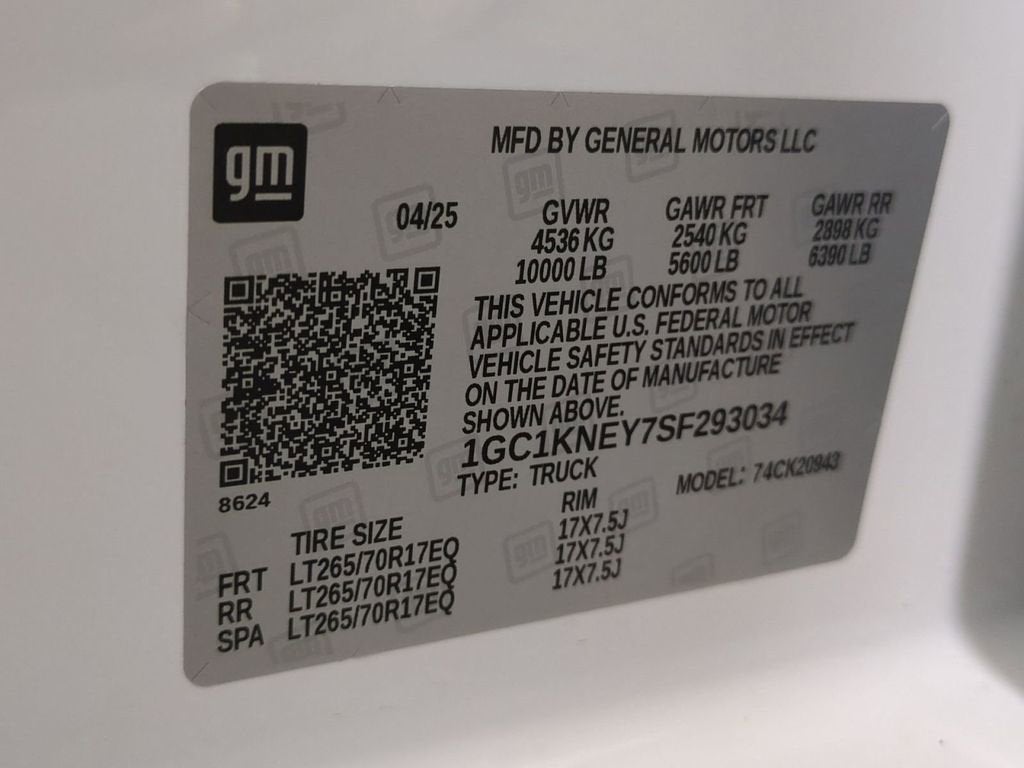 gm
MFD BY GENERAL MOTORS LLC
04/25 GVWR GAWR FRT GAWR RR
4536 KG 2540 KG 2898 KG
10000 LB 5600 LB 6390 LB
THIS VEHICLE CONFORMS TO ALL
APPLICABLE U.S. FEDERAL MOTOR
VEHICLE SAFETY STANDARDS IN EFFECT
ON THE DATE OF MANUFACTURE
SHOWN ABOVE.
1GC1KNEY7SF293034
TYPE: TRUCK MODEL: 74CK20943
8624
TIRE SIZE RIM
FRT LT265/70R17EQ 17X7.5J
RR LT265/70R17EQ 17X7.5J
SPA LT265/70R17EQ 17X7.5J